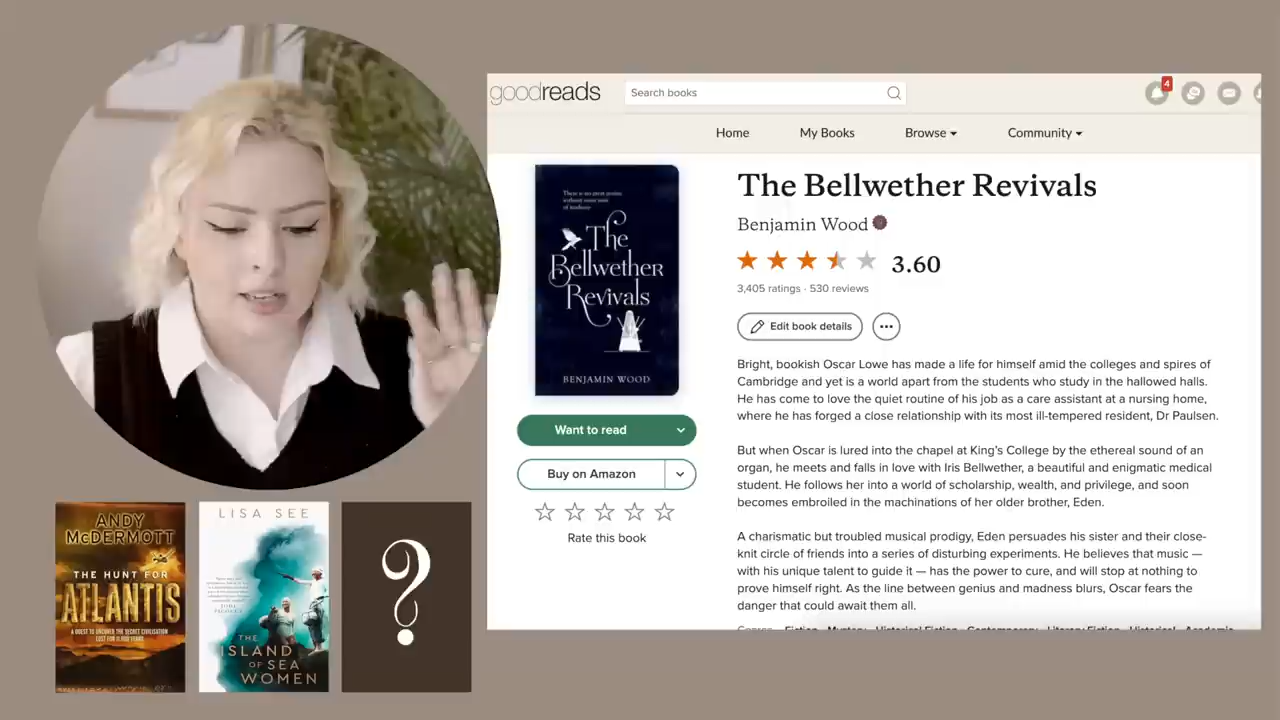 goodreads
Search books
4
Home
My Books
Browse
Community
There is no great genius
without some touch
of madness
The
Bellwether
Revivals
BENJAMIN WOOD
Want to read
Buy on Amazon
Rate this book
The Bellwether Revivals
Benjamin Wood
3.60
3,405 ratings · 530 reviews
Edit book details
Bright, bookish Oscar Lowe has made a life for himself amid the colleges and spires of
Cambridge and yet is a world apart from the students who study in the hallowed halls.
He has come to love the quiet routine of his job as a care assistant at a nursing home,
where he has forged a close relationship with its most ill-tempered resident, Dr Paulsen.
But when Oscar is lured into the chapel at King's College by the ethereal sound of an
organ, he meets and falls in love with Iris Bellwether, a beautiful and enigmatic medical
student. He follows her into a world of scholarship, wealth, and privilege, and soon
becomes embroiled in the machinations of her older brother, Eden.
A charismatic but troubled musical prodigy, Eden persuades his sister and their close-
knit circle of friends into a series of disturbing experiments. He believes that music —
with his unique talent to guide it — has the power to cure, and will stop at nothing to
prove himself right. As the line between genius and madness blurs, Oscar fears the
danger that could await them all.
ANDY
McDERMOTT
THE HUNT FOR
ATLANTIS
A QUEST TO UNCOVER THE SECRET CIVILISATION
LOST FOR 11,000 YEARS
LISA SEE
THE
ISLAND
OF SEA
WOMEN
?